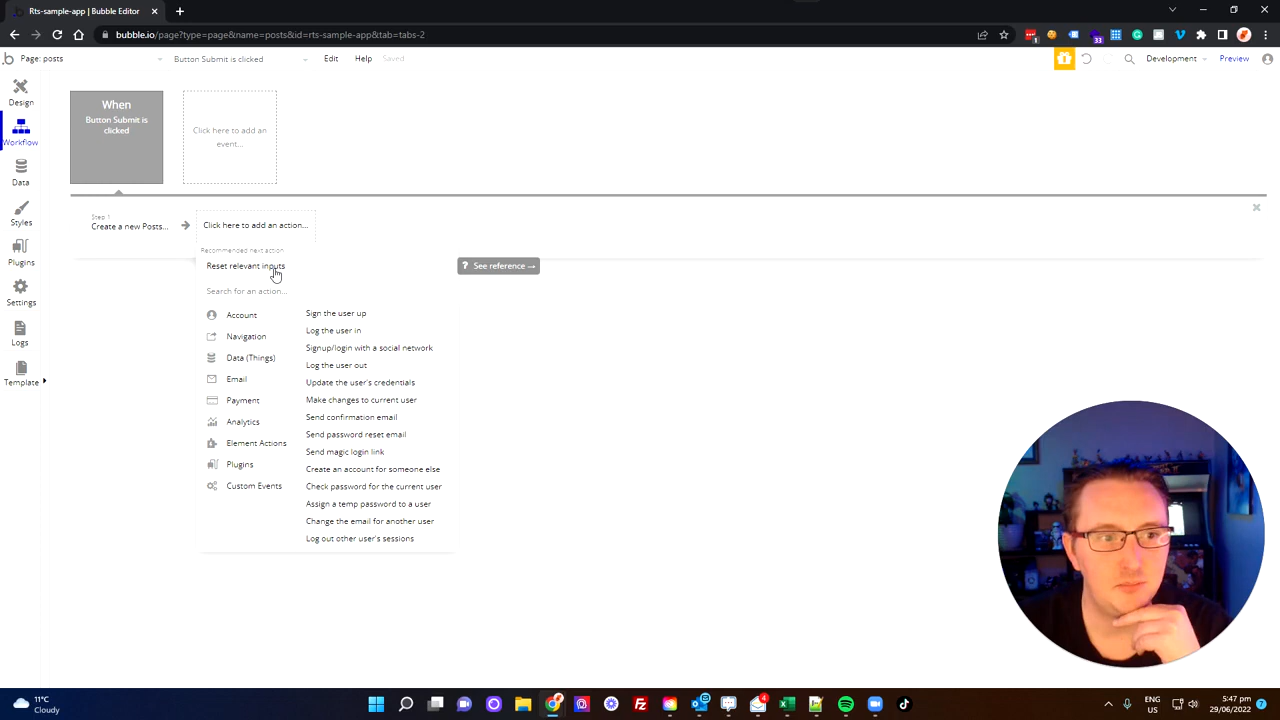 Rts-sample-app | Bubble Editor
bubble.io/page?type=page&name=posts&id=rts-sample-app&tab=tabs-2
Page: posts
Button Submit is clicked
Edit
Help
Saved
Development
Preview
Design
Workflow
Data
Styles
Plugins
Settings
Logs
Template
When
Button Submit is
clicked
Click here to add an
event...
Step 1
Create a new Posts...
Click here to add an action...
Recommended next action
Reset relevant inputs
? See reference →
Search for an action...
Account
Navigation
Data (Things)
Email
Payment
Analytics
Element Actions
Plugins
Custom Events
Sign the user up
Log the user in
Signup/login with a social network
Log the user out
Update the user's credentials
Make changes to current user
Send confirmation email
Send password reset email
Send magic login link
Create an account for someone else
Check password for the current user
Assign a temp password to a user
Change the email for another user
Log out other user's sessions
11°C
Cloudy
ENG
US
5:47 pm
29/06/2022